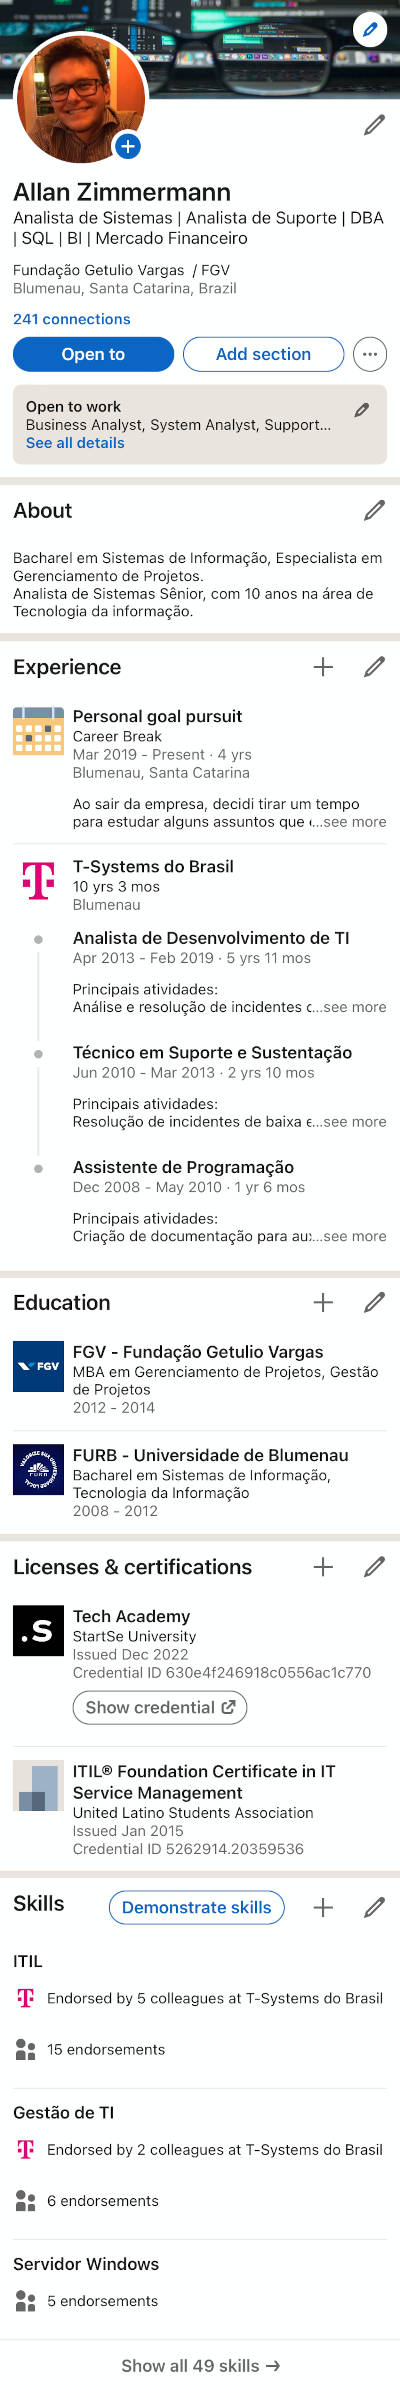 Allan Zimmermann
Analista de Sistemas | Analista de Suporte | DBA
| SQL | BI | Mercado Financeiro
Fundação Getulio Vargas / FGV
Blumenau, Santa Catarina, Brazil
241 connections
Open to
Add section
Open to work
Business Analyst, System Analyst, Support...
See all details
About
Bacharel em Sistemas de Informação, Especialista em
Gerenciamento de Projetos.
Analista de Sistemas Sênior, com 10 anos na área de
Tecnologia da informação.
Experience
Personal goal pursuit
Career Break
Mar 2019 - Present · 4 yrs
Blumenau, Santa Catarina
Ao sair da empresa, decidi tirar um tempo
para estudar alguns assuntos que ...see more
T
T-Systems do Brasil
10 yrs 3 mos
Blumenau
Analista de Desenvolvimento de TI
Apr 2013 - Feb 2019 · 5 yrs 11 mos
Principais atividades:
Análise e resolução de incidentes ...see more
Técnico em Suporte e Sustentação
Jun 2010 - Mar 2013 · 2 yrs 10 mos
Principais atividades:
Resolução de incidentes de baixa ...see more
Assistente de Programação
Dec 2008 - May 2010 · 1 yr 6 mos
Principais atividades:
Criação de documentação para au...see more
Education
FGV
FGV - Fundação Getulio Vargas
MBA em Gerenciamento de Projetos, Gestão
de Projetos
2012 - 2014
FURB
FURB - Universidade de Blumenau
Bacharel em Sistemas de Informação,
Tecnologia da Informação
2008 - 2012
Licenses & certifications
.S
Tech Academy
StartSe University
Issued Dec 2022
Credential ID 630e4f246918c0556ac1c770
Show credential
ITIL® Foundation Certificate in IT
Service Management
United Latino Students Association
Issued Jan 2015
Credential ID 5262914.20359536
Skills
Demonstrate skills
ITIL
T Endorsed by 5 colleagues at T-Systems do Brasil
15 endorsements
Gestão de TI
T Endorsed by 2 colleagues at T-Systems do Brasil
6 endorsements
Servidor Windows
5 endorsements
Show all 49 skills →